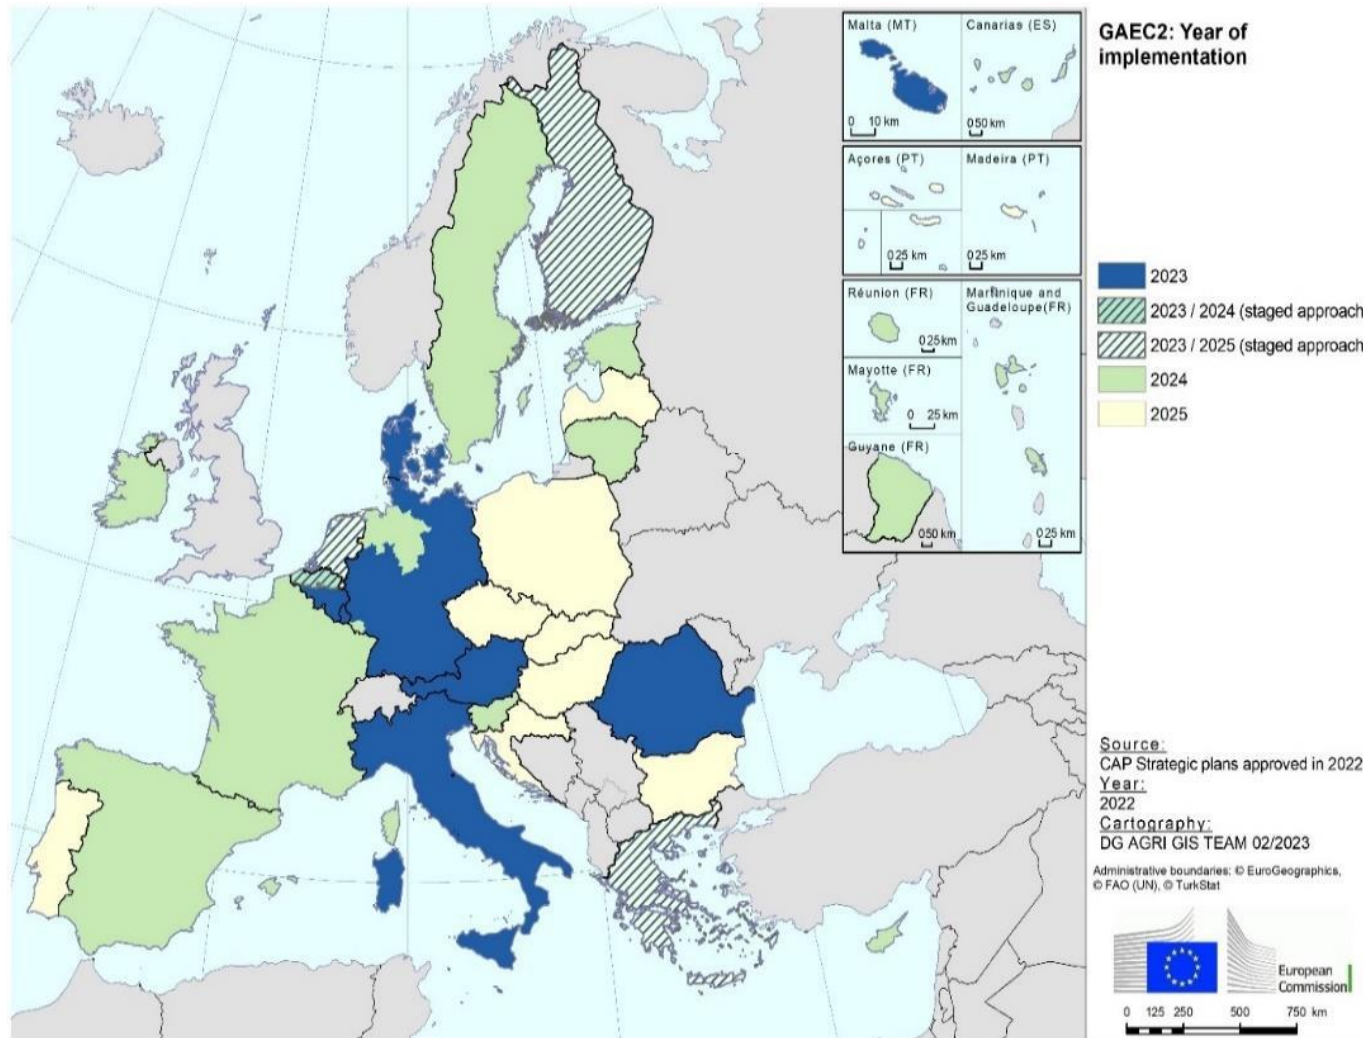 GAEC2: Year of
implementation
Malta (MT)
0 10 km
Canarias (ES)
0 50 km
Açores (PT)
0 25 km
Madeira (PT)
0 25 km
Réunion (FR)
0 25 km
Martinique and
Guadeloupe(FR)
0 25 km
Mayotte (FR)
0 25 km
Guyane (FR)
0 50 km
2023
2023 / 2024 (staged approach
2023 / 2025 (staged approach
2024
2025
Source:
CAP Strategic plans approved in 2022
Year:
2022
Cartography:
DG AGRI GIS TEAM 02/2023
Administrative boundaries: © EuroGeographics,
© FAO (UN), © TurkStat
European
Commission
0 125 250 500 750 km